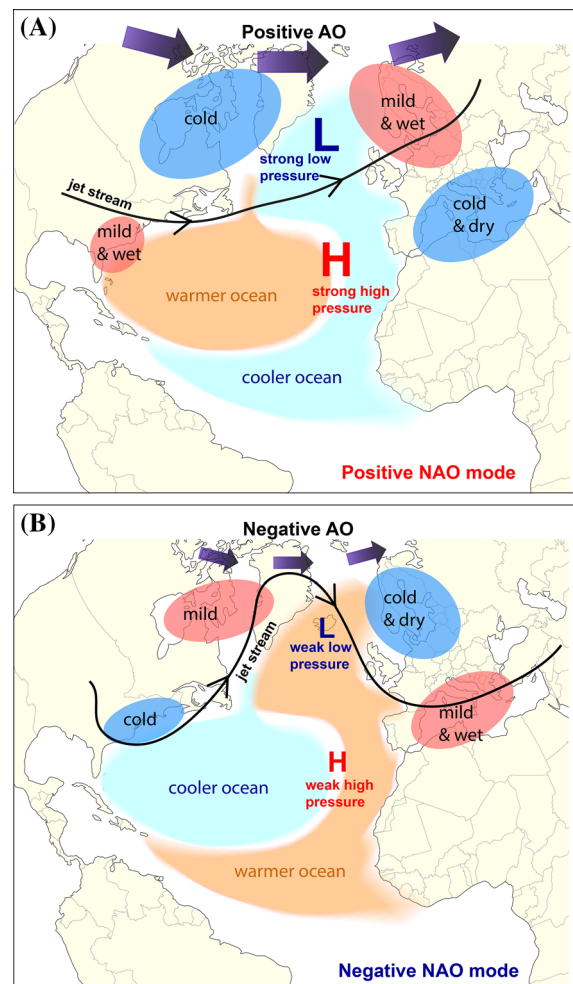 (A)
Positive AO
cold
mild
& wet
L
strong low
pressure
jet stream
cold
& dry
mild
& wet
H
warmer ocean
strong high
pressure
cooler ocean
Positive NAO mode
(B)
Negative AO
mild
cold
& dry
L
weak low
pressure
jet stream
cold
mild
& wet
H
cooler ocean
weak high
pressure
warmer ocean
Negative NAO mode